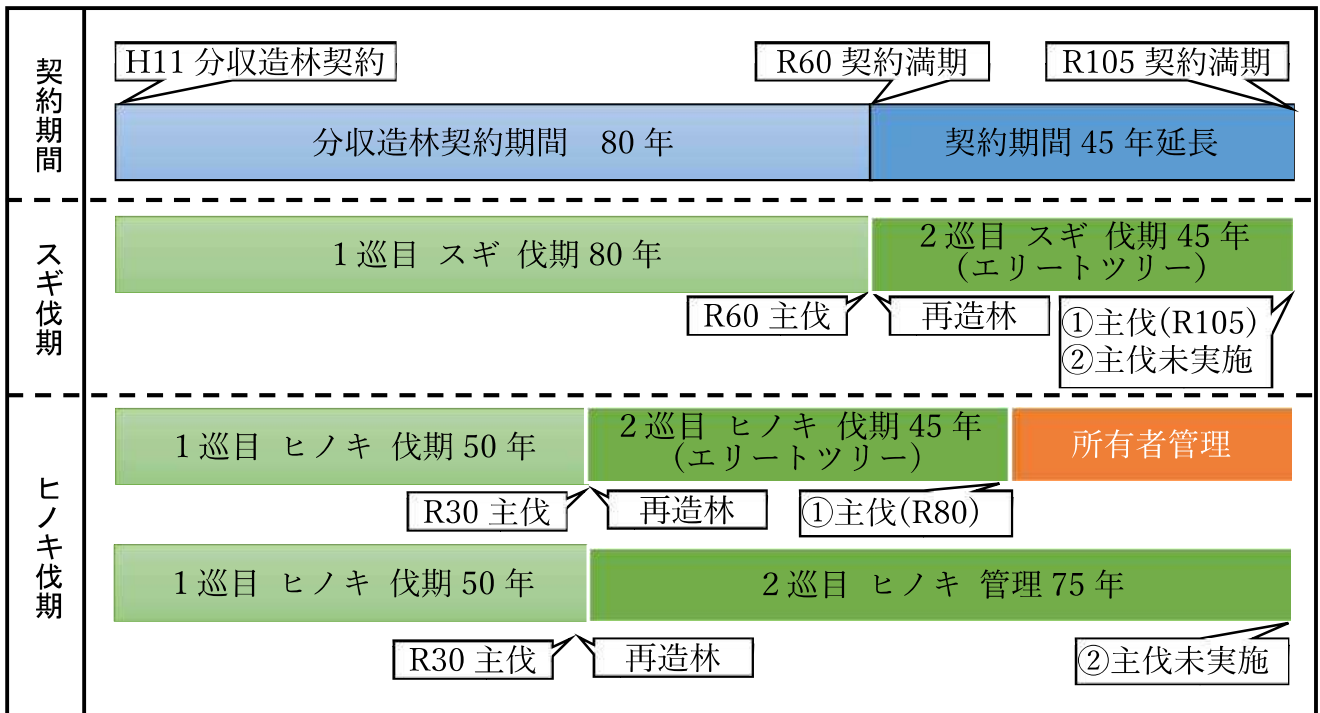 契約期間
H11 分収造林契約
R60 契約満期
R105 契約満期
分収造林契約期間　80 年
契約期間 45 年延長
スギ伐期
1 巡目 スギ 伐期 80 年
2 巡目 スギ 伐期 45 年
(エリートツリー)
R60 主伐
再造林
①主伐(R105)
②主伐未実施
ヒノキ伐期
1 巡目 ヒノキ 伐期 50 年
2 巡目 ヒノキ 伐期 45 年
(エリートツリー)
所有者管理
R30 主伐
再造林
①主伐(R80)
1 巡目 ヒノキ 伐期 50 年
2 巡目 ヒノキ 管理 75 年
R30 主伐
再造林
②主伐未実施